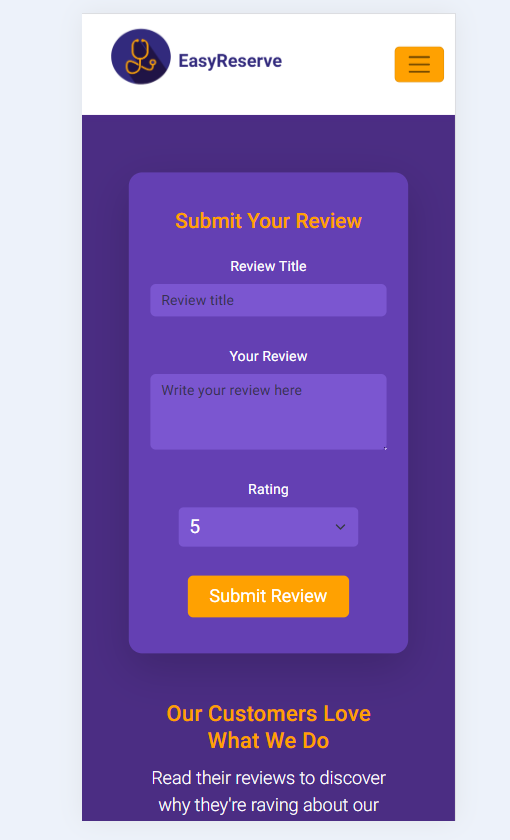 EasyReserve
Submit Your Review
Review Title
Review title
Your Review
Write your review here
Rating
5
Submit Review
Our Customers Love
What We Do
Read their reviews to discover
why they're raving about our